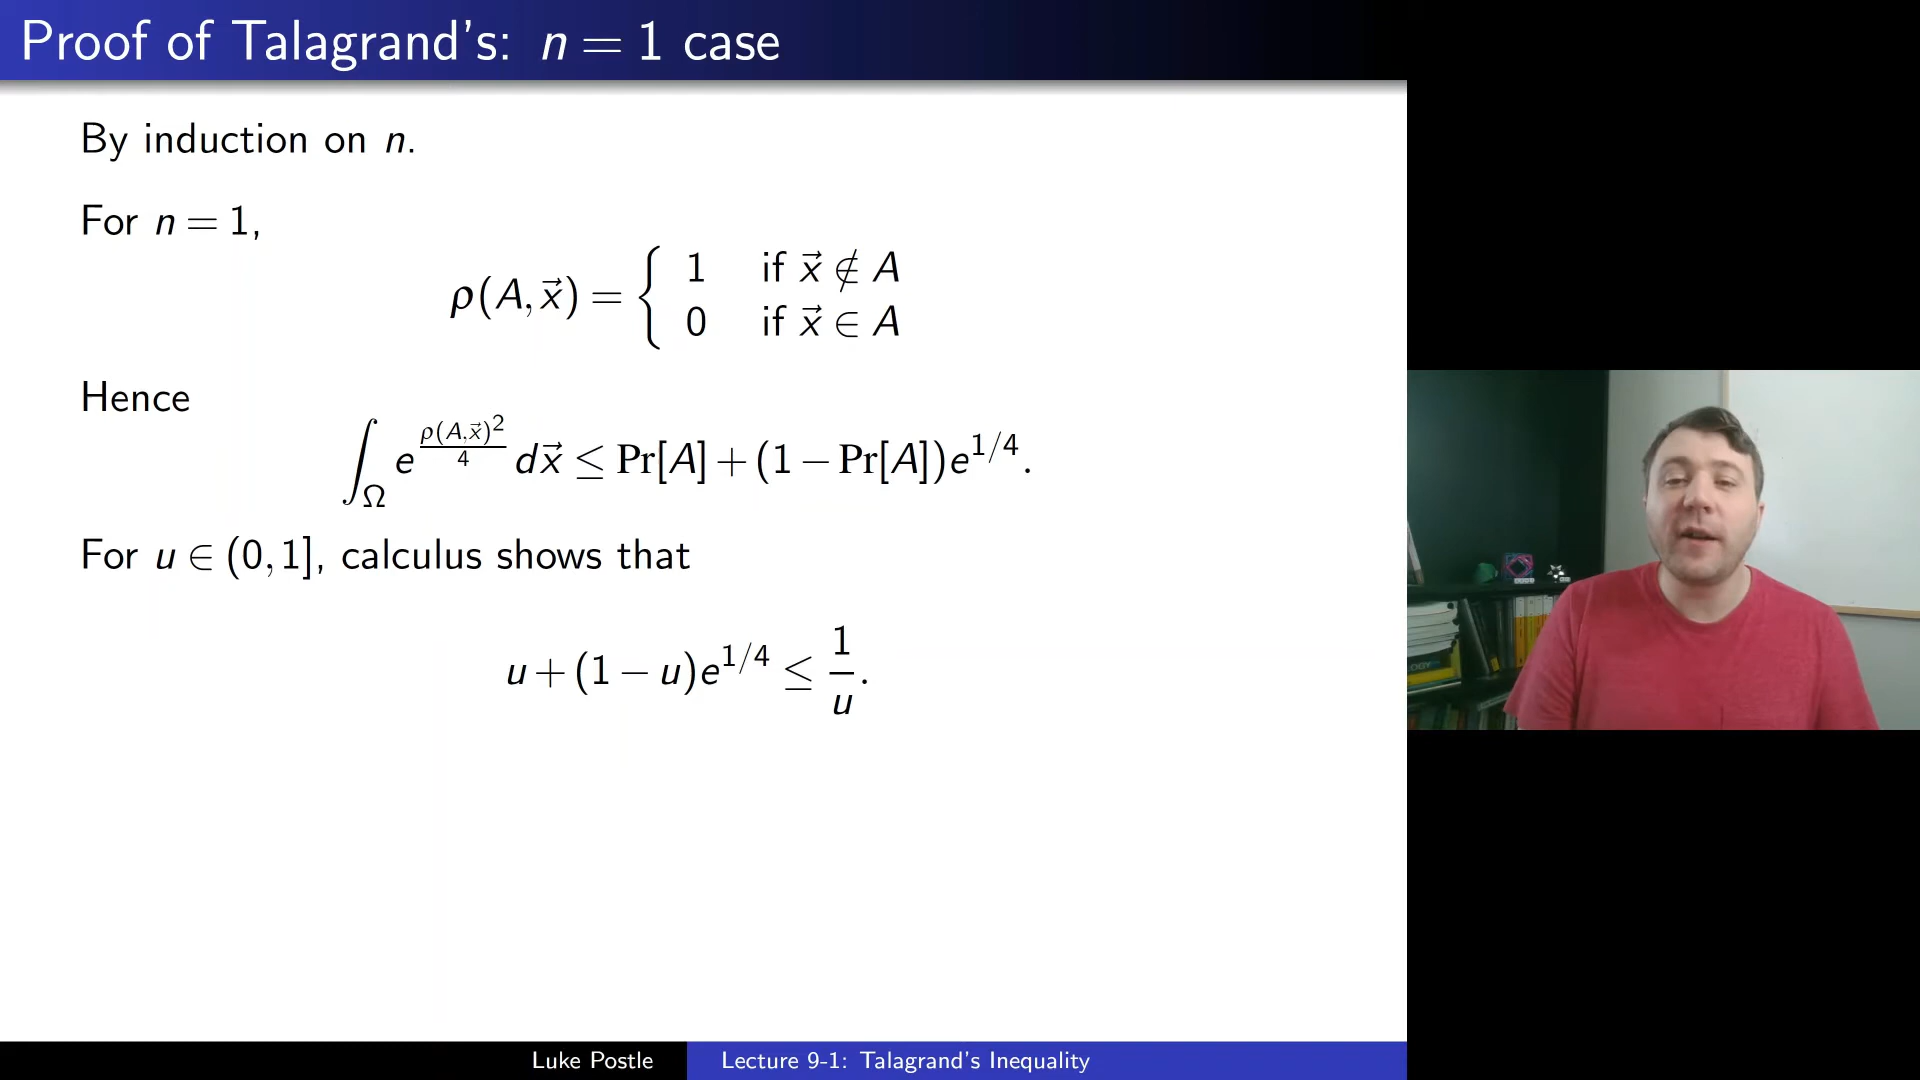 Proof of Talagrand's: n = 1 case
By induction on n.
For n = 1,
ρ(A, x⃗) = { 1 if x⃗ ∉ A
0 if x⃗ ∈ A
Hence
∫_Ω e^{ρ(A,x⃗)²/4} dx⃗ ≤ Pr[A] + (1 − Pr[A])e^{1/4}.
For u ∈ (0, 1], calculus shows that
u + (1 − u)e^{1/4} ≤ 1/u.
Luke Postle
Lecture 9-1: Talagrand's Inequality